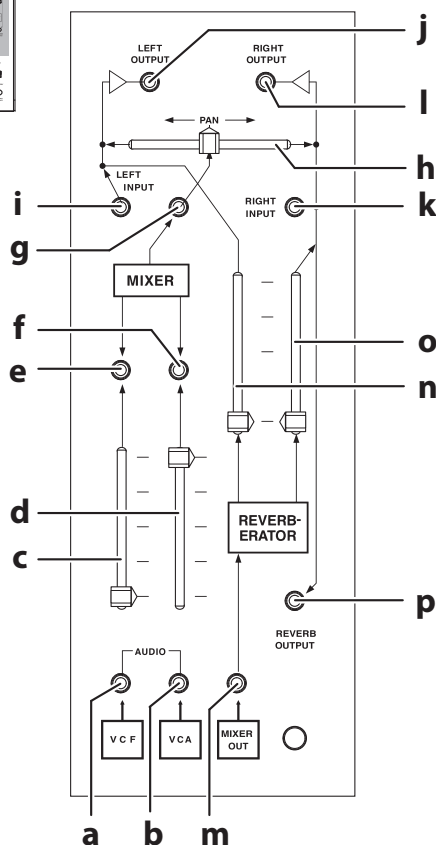 j
LEFT OUTPUT
RIGHT OUTPUT
l
PAN
h
LEFT INPUT
RIGHT INPUT
i
k
g
MIXER
f
e
o
n
d
c
REVERB-
ERATOR
p
REVERB
OUTPUT
AUDIO
VCF
VCA
MIXER
OUT
a
b
m